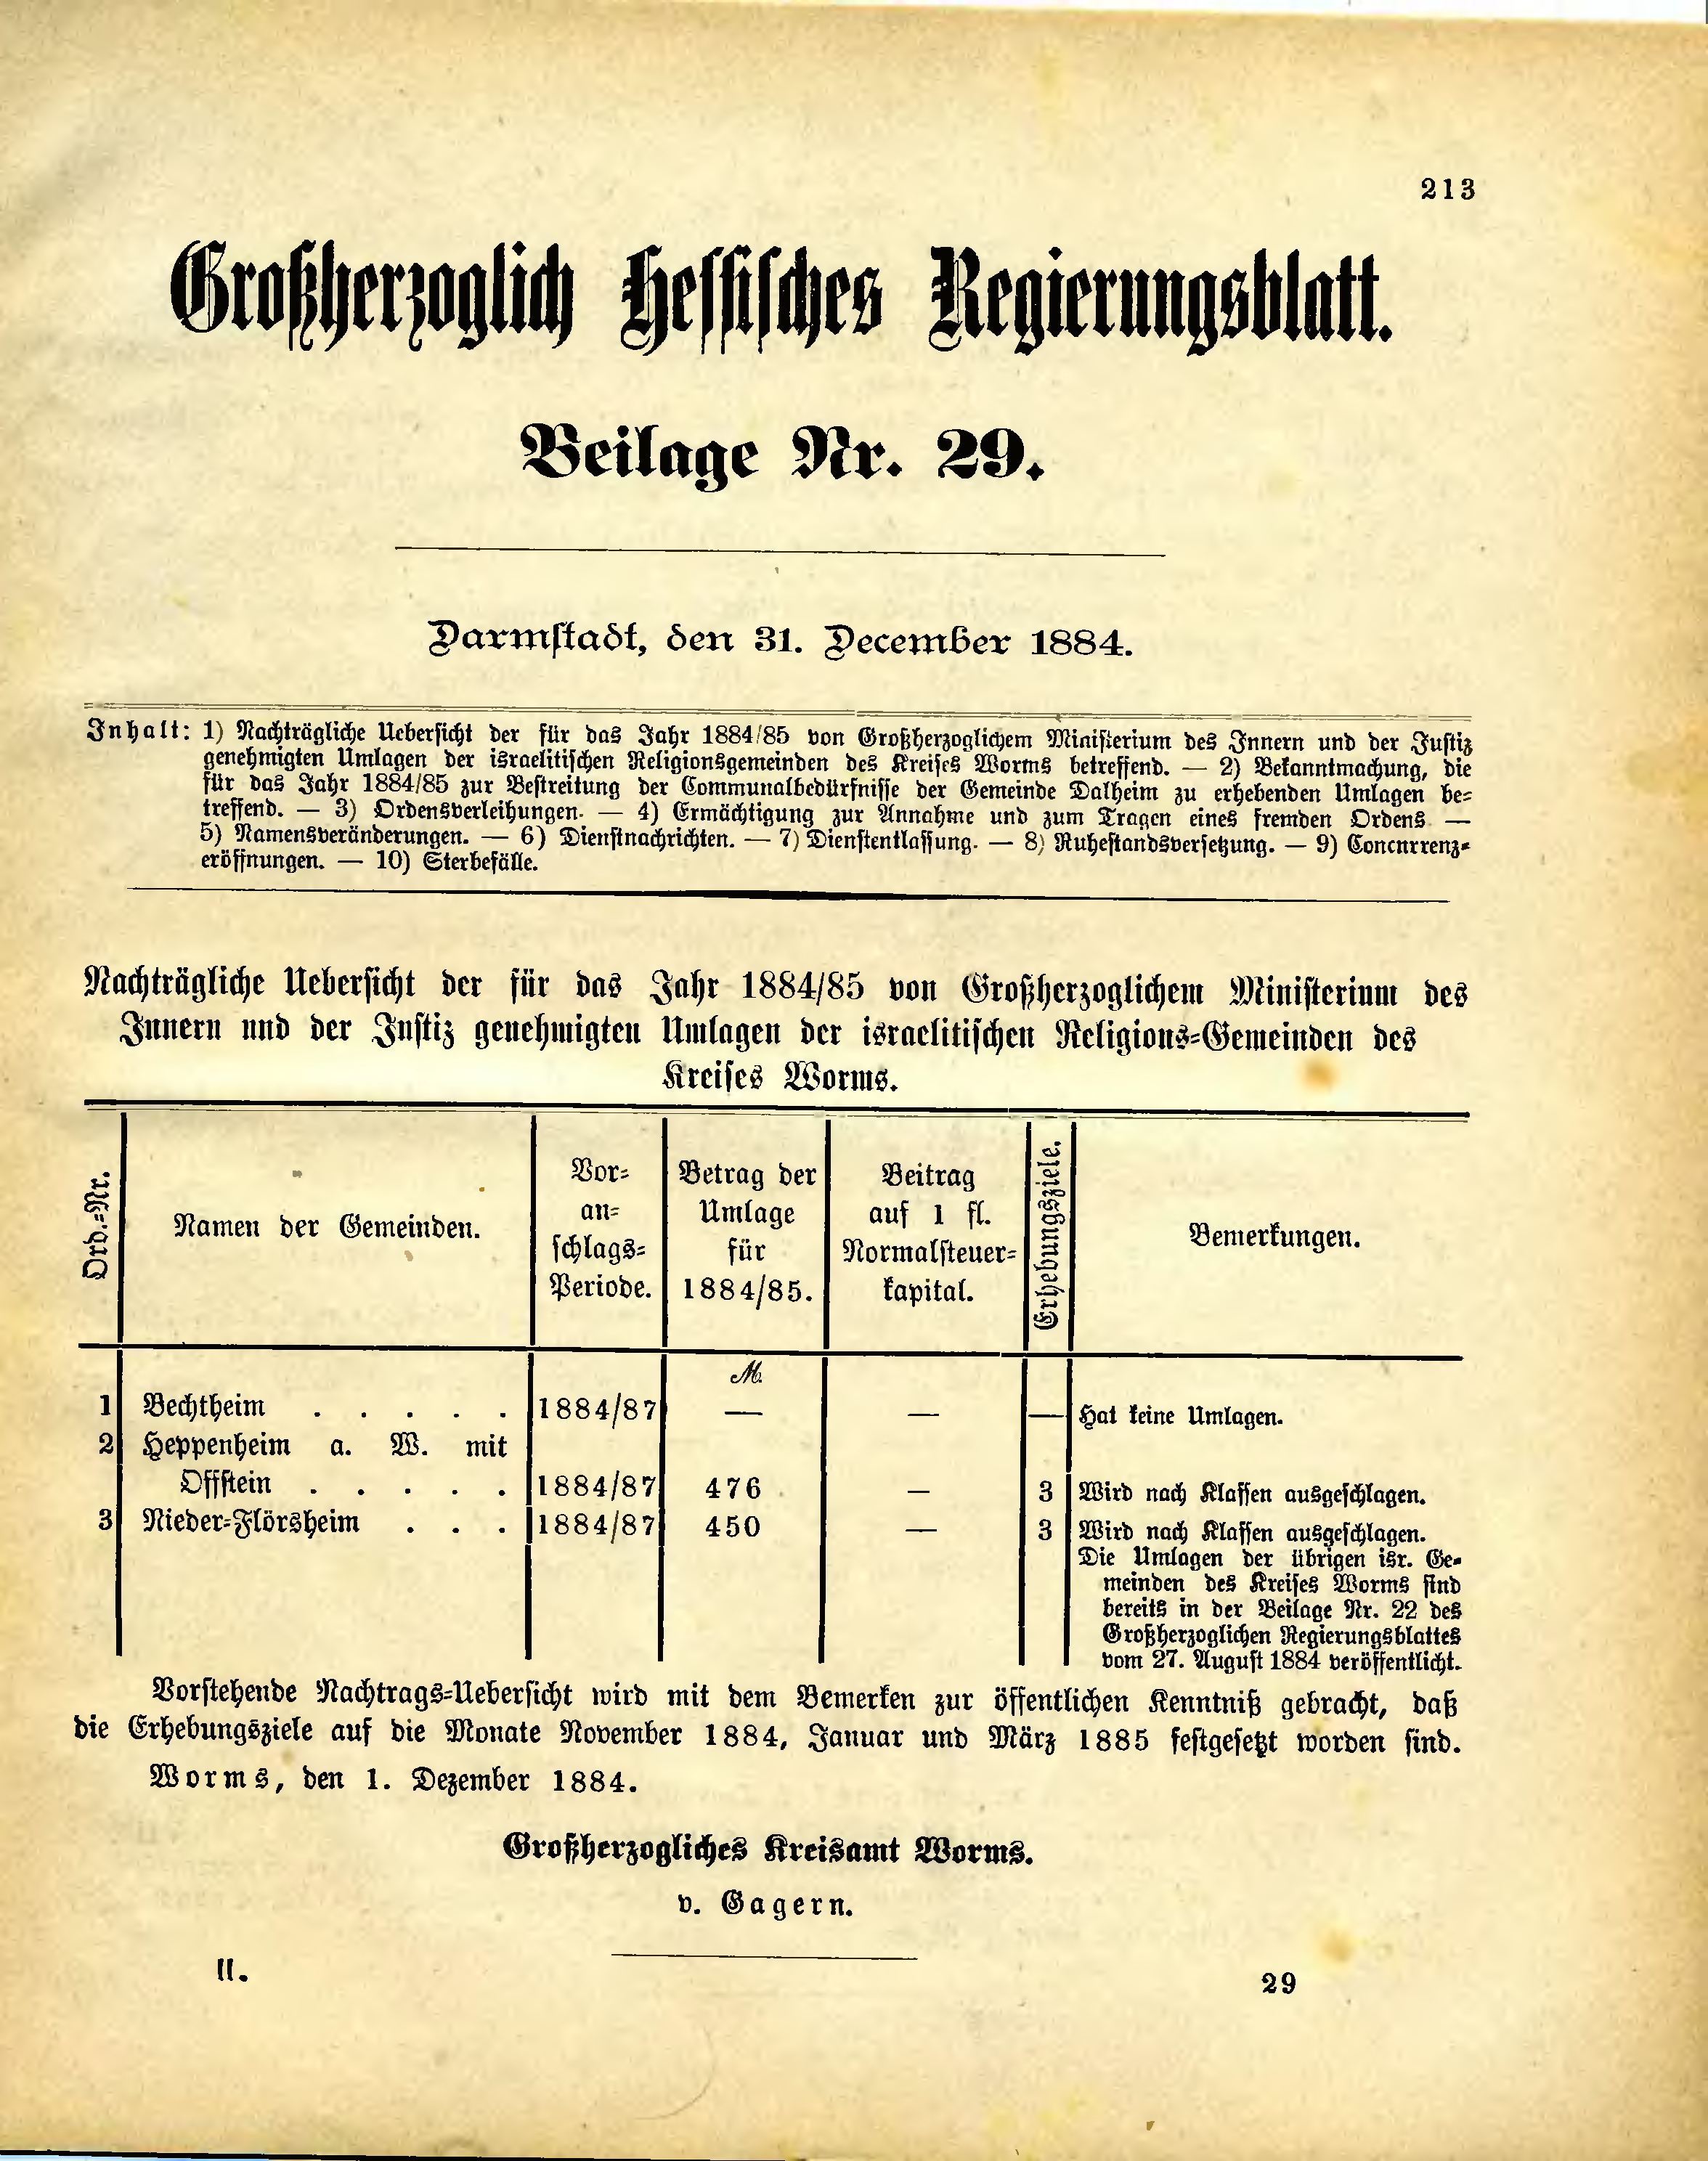 213
Großherzoglich Hessisches Regierungsblatt.
Beilage Nr. 29.
Darmstadt, den 31. December 1884.
Inhalt: 1) Nachträgliche Uebersicht der für das Jahr 1884/85 von Großherzoglichem Ministerium des Innern und der Justiz
genehmigten Umlagen der israelitischen Religionsgemeinden des Kreises Worms betreffend. — 2) Bekanntmachung, die
für das Jahr 1884/85 zur Bestreitung der Communalbedürfnisse der Gemeinde Dalheim zu erhebenden Umlagen be-
treffend. — 3) Ordensverleihungen. — 4) Ermächtigung zur Annahme und zum Tragen eines fremden Ordens —
5) Namensveränderungen. — 6) Dienstnachrichten. — 7) Dienstentlassung. — 8) Ruhestandsversetzung. — 9) Concurrenz-
eröffnungen. — 10) Sterbefälle.
Nachträgliche Uebersicht der für das Jahr 1884/85 von Großherzoglichem Ministerium des
Innern und der Justiz genehmigten Umlagen der israelitischen Religions-Gemeinden des
Kreises Worms.
Ord.-Nr.
Namen der Gemeinden.
Vor-
an-
schlags-
Periode.
Betrag der
Umlage
für
1884/85.
Beitrag
auf 1 fl.
Normalsteuer-
kapital.
Erhebungsziele.
Bemerkungen.
M.
1 Bechtheim . . . . . 1884/87 — — — Hat keine Umlagen.
2 Heppenheim a. W. mit
Offstein . . . . . 1884/87 476 — 3 Wird nach Klassen ausgeschlagen.
3 Nieder-Flörsheim . . . 1884/87 450 — 3 Wird nach Klassen ausgeschlagen.
Die Umlagen der übrigen isr. Ge-
meinden des Kreises Worms sind
bereits in der Beilage Nr. 22 des
Großherzoglichen Regierungsblattes
vom 27. August 1884 veröffentlicht.
Vorstehende Nachtrags-Uebersicht wird mit dem Bemerken zur öffentlichen Kenntniß gebracht, daß
die Erhebungsziele auf die Monate November 1884, Januar und März 1885 festgesetzt worden sind.
Worms, den 1. Dezember 1884.
Großherzogliches Kreisamt Worms.
v. Gagern.
II. 29